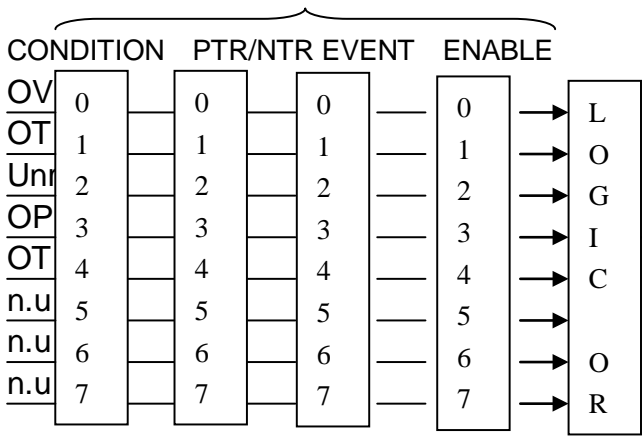 CONDITION PTR/NTR EVENT ENABLE
OV 0 0 0 0 L
OT 1 1 1 1 O
Unr 2 2 2 2 G
OP 3 3 3 3 I
OT 4 4 4 4 C
n.u 5 5 5 5
n.u 6 6 6 6 O
n.u 7 7 7 7 R